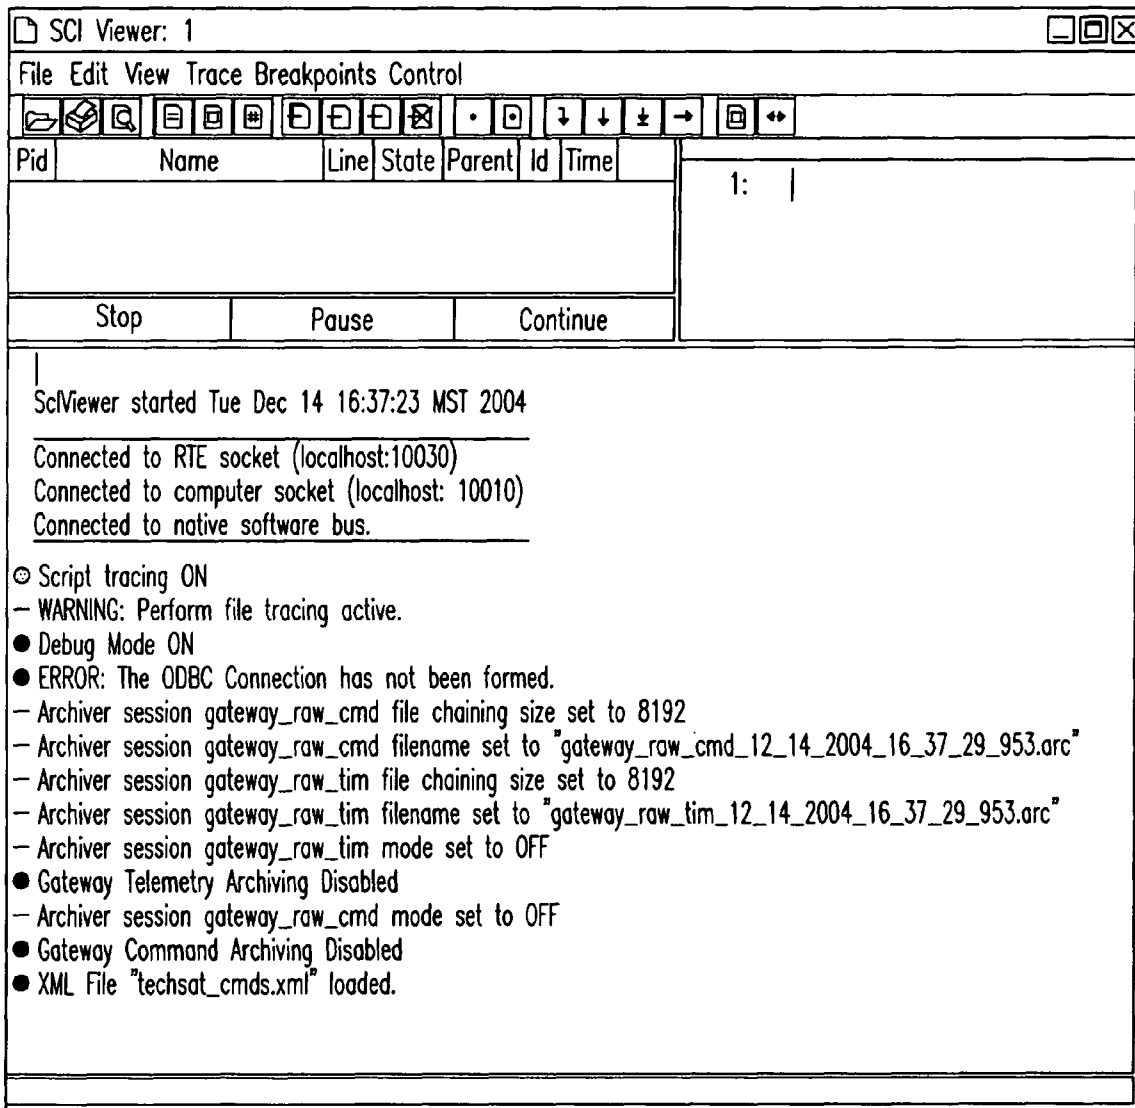 SCI Viewer: 1
File Edit View Trace Breakpoints Control
Pid Name Line State Parent Id Time
1:
Stop Pause Continue
SciViewer started Tue Dec 14 16:37:23 MST 2004
Connected to RTE socket (localhost:10030)
Connected to computer socket (localhost: 10010)
Connected to native software bus.
Script tracing ON
– WARNING: Perform file tracing active.
● Debug Mode ON
● ERROR: The ODBC Connection has not been formed.
– Archiver session gateway_raw_cmd file chaining size set to 8192
– Archiver session gateway_raw_cmd filename set to "gateway_raw_cmd_12_14_2004_16_37_29_953.arc"
– Archiver session gateway_raw_tim file chaining size set to 8192
– Archiver session gateway_raw_tim filename set to "gateway_raw_tim_12_14_2004_16_37_29_953.arc"
– Archiver session gateway_raw_tim mode set to OFF
● Gateway Telemetry Archiving Disabled
– Archiver session gateway_raw_cmd mode set to OFF
● Gateway Command Archiving Disabled
● XML File "techsat_cmds.xml" loaded.